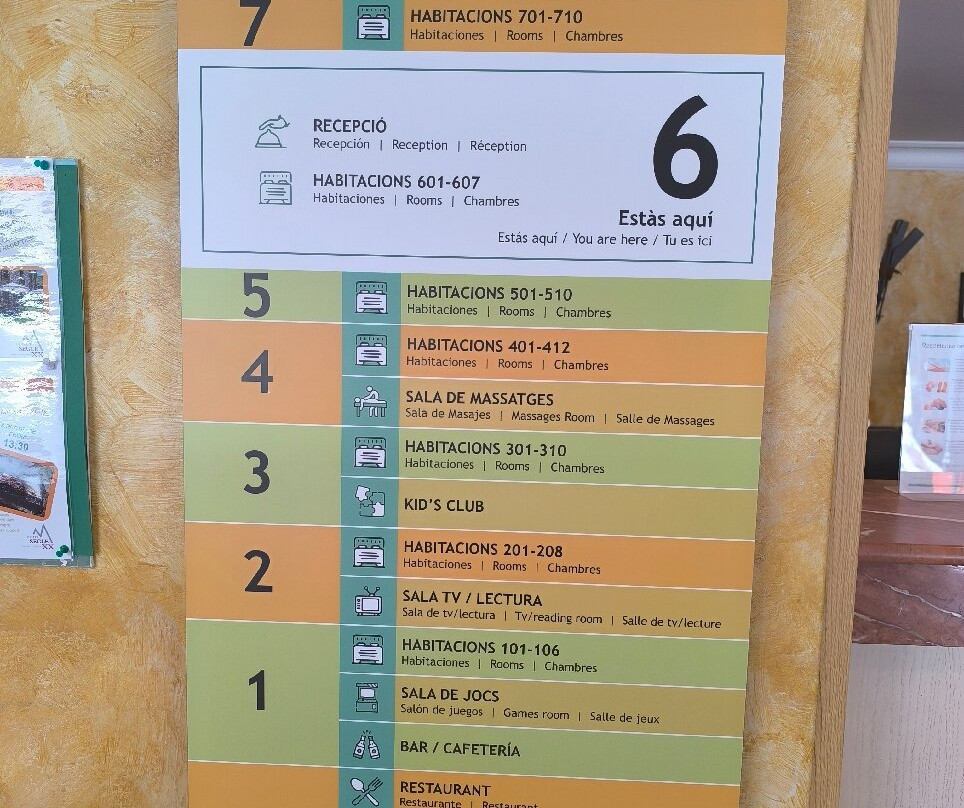 7
HABITACIONS 701-710
Habitaciones | Rooms | Chambres
RECEPCIÓ
Recepción | Reception | Réception
HABITACIONS 601-607
Habitaciones | Rooms | Chambres
6
Estàs aquí
Estás aquí / You are here / Tu es ici
5
HABITACIONS 501-510
Habitaciones | Rooms | Chambres
4
HABITACIONS 401-412
Habitaciones | Rooms | Chambres
SALA DE MASSATGES
Sala de Masajes | Massages Room | Salle de Massages
3
HABITACIONS 301-310
Habitaciones | Rooms | Chambres
KID'S CLUB
2
HABITACIONS 201-208
Habitaciones | Rooms | Chambres
SALA TV / LECTURA
Sala de tv/lectura | Tv/reading room | Salle de tv/lecture
1
HABITACIONS 101-106
Habitaciones | Rooms | Chambres
SALA DE JOCS
Salón de juegos | Games room | Salle de jeux
BAR / CAFETERÍA
RESTAURANT
Restaurante | Restaurant
13:30
SEGLE
XX